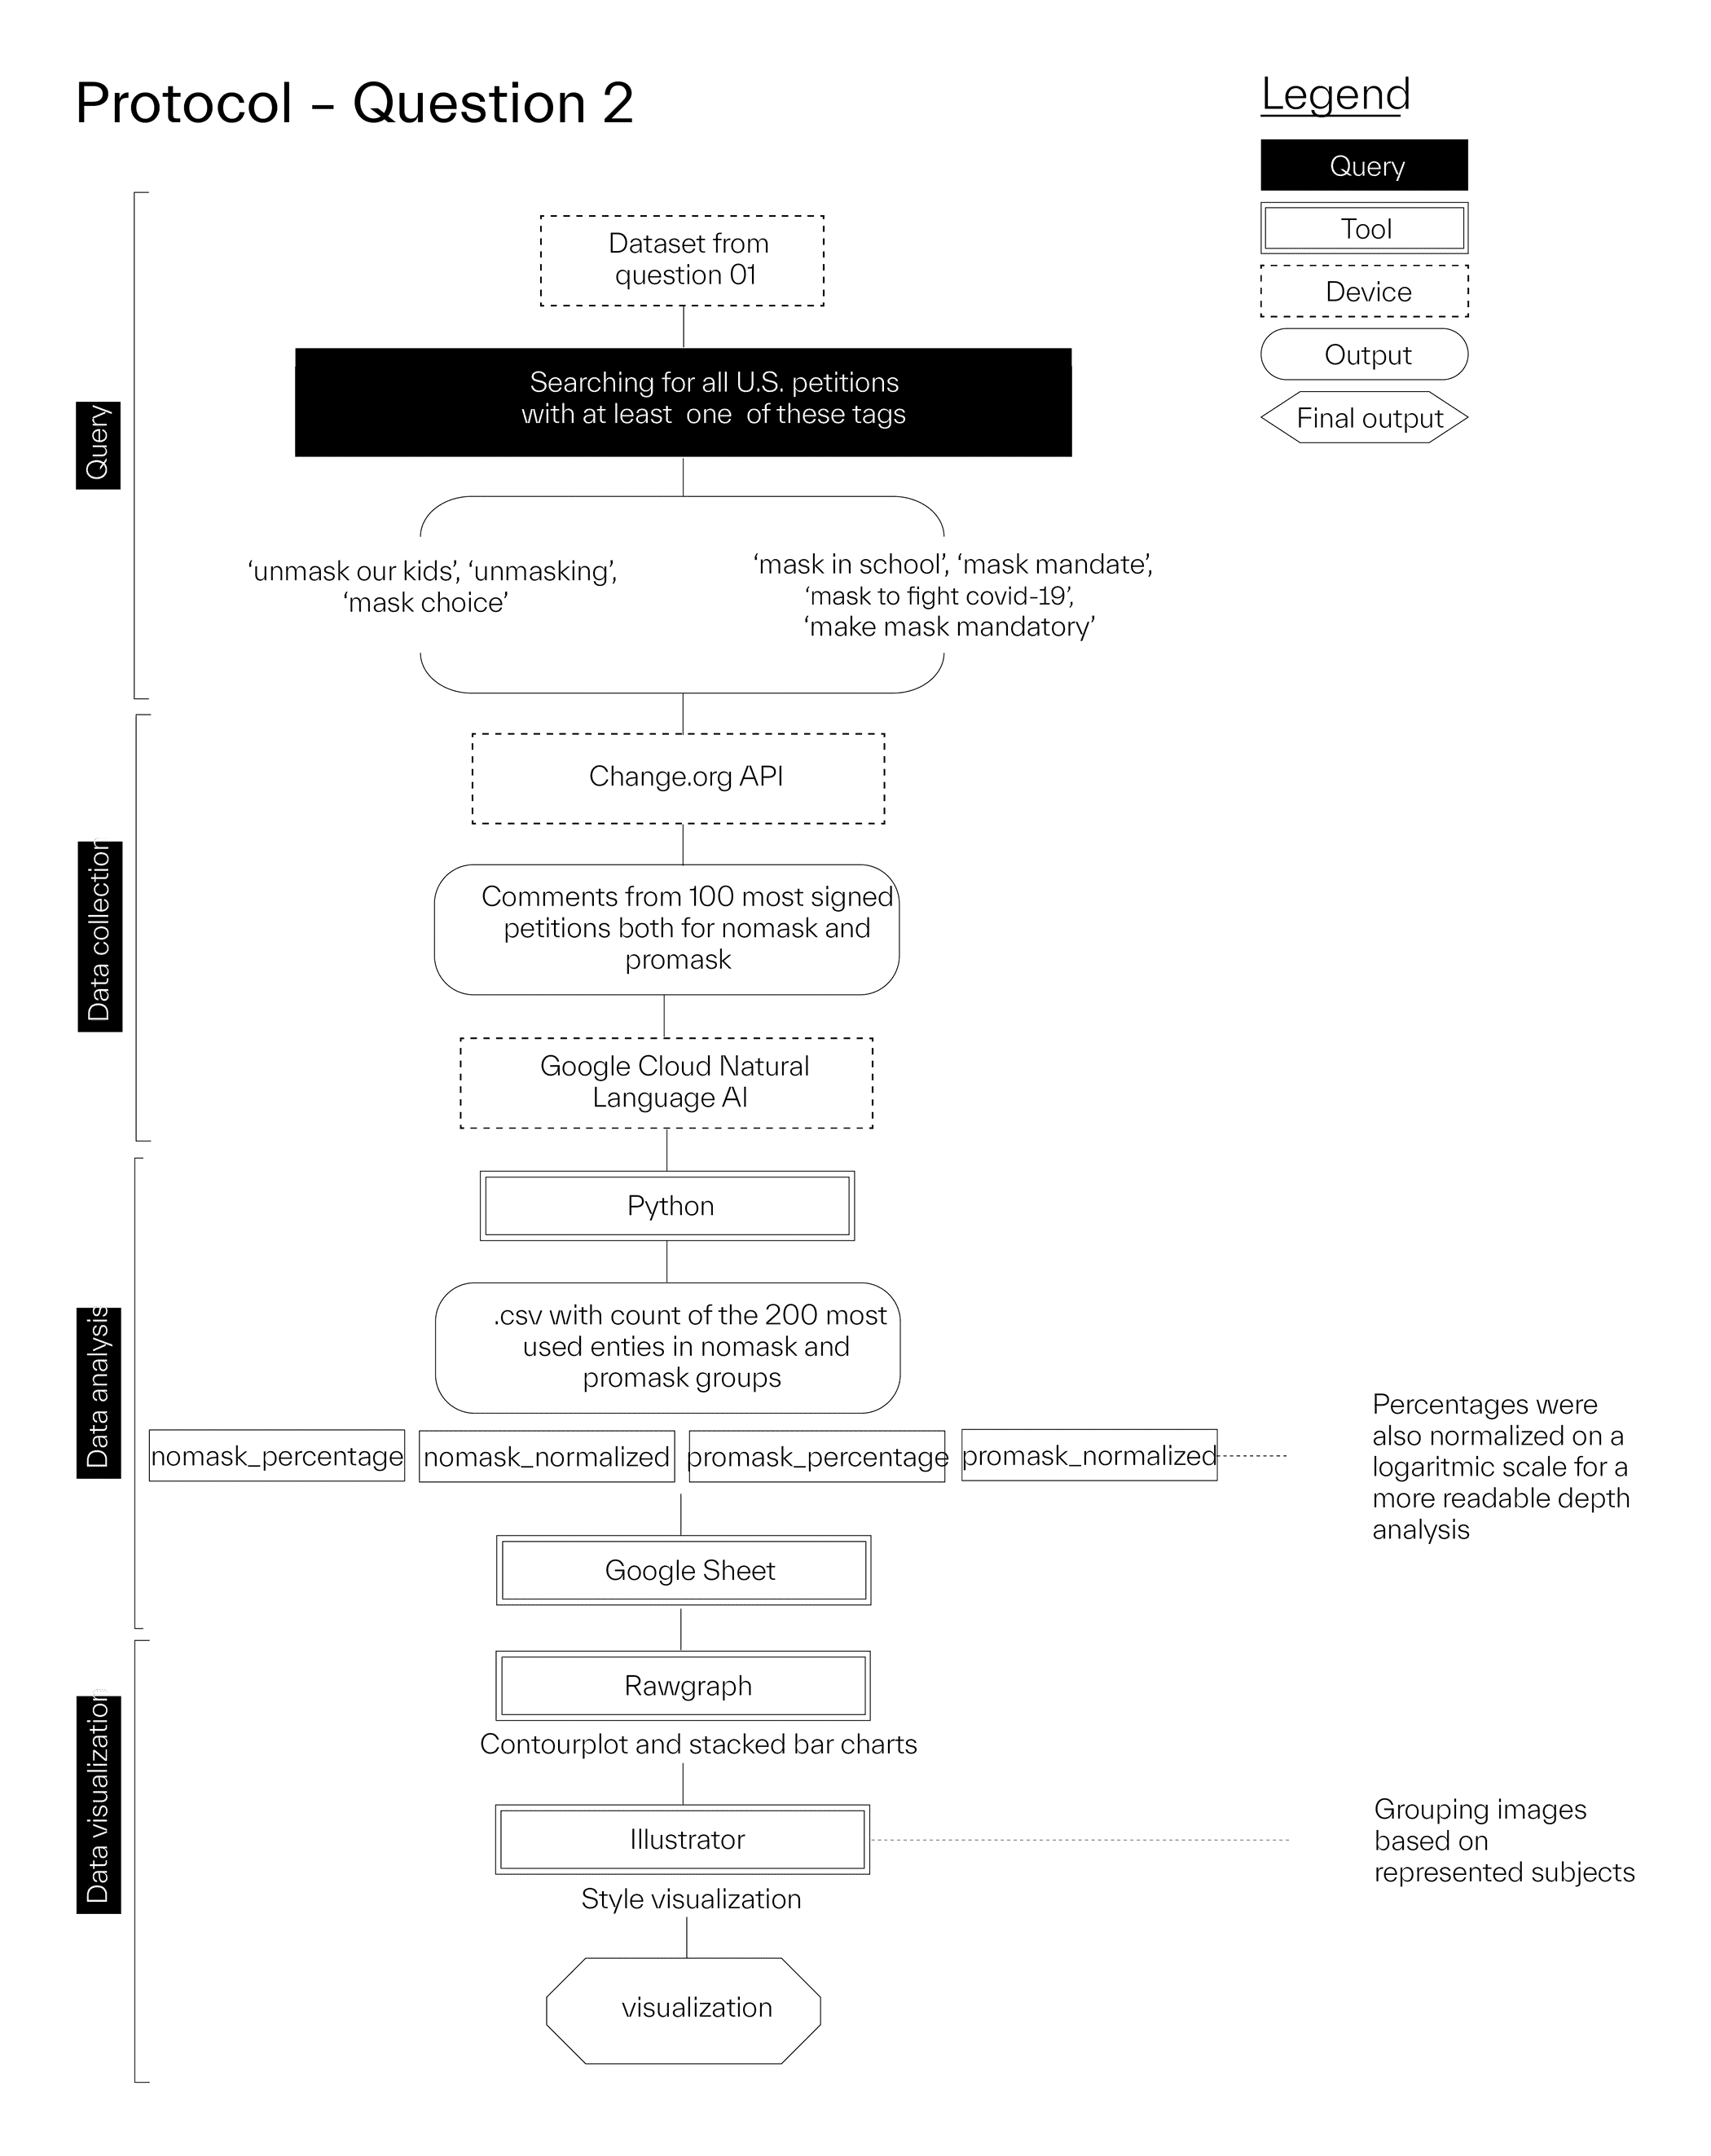 Protocol – Question 2
Legend
Query
Tool
Device
Output
Final output
Query
Dataset from
question 01
Searching for all U.S. petitions
with at least one of these tags
‘unmask our kids’, ‘unmasking’,
‘mask choice’
‘mask in school’, ‘mask mandate’,
‘mask to fight covid-19’,
‘make mask mandatory’
Data collection
Change.org API
Comments from 100 most signed
petitions both for nomask and
promask
Google Cloud Natural
Language AI
Data analysis
Python
.csv with count of the 200 most
used enties in nomask and
promask groups
nomask_percentage
nomask_normalized
promask_percentage
promask_normalized
Percentages were
also normalized on a
logaritmic scale for a
more readable depth
analysis
Google Sheet
Data visualization
Rawgraph
Contourplot and stacked bar charts
Illustrator
Grouping images
based on
represented subjects
Style visualization
visualization